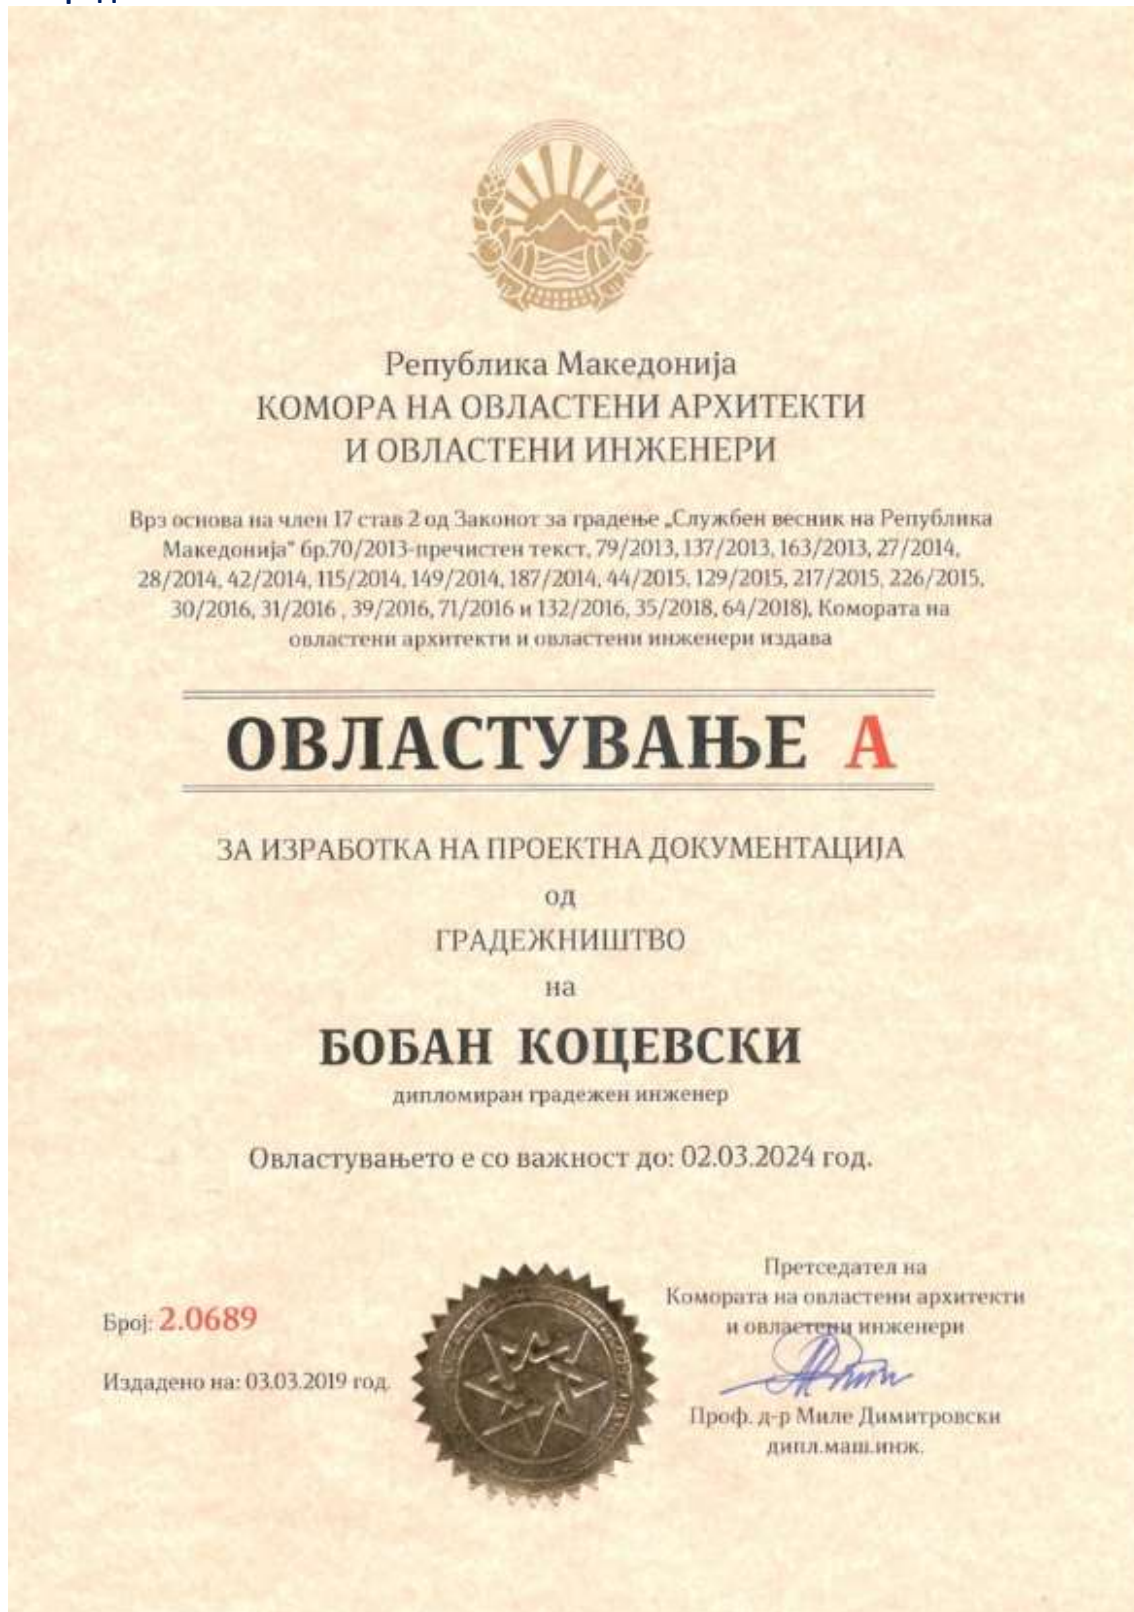 Република Македонија
КОМОРА НА ОВЛАСТЕНИ АРХИТЕКТИ
И ОВЛАСТЕНИ ИНЖЕНЕРИ
Врз основа на член 17 став 2 од Законот за градење „Службен весник на Република
Македонија“ бр.70/2013-пречистен текст, 79/2013, 137/2013, 163/2013, 27/2014,
28/2014, 42/2014, 115/2014, 149/2014, 187/2014, 44/2015, 129/2015, 217/2015, 226/2015,
30/2016, 31/2016 , 39/2016, 71/2016 и 132/2016, 35/2018, 64/2018), Комората на
овластени архитекти и овластени инженери издава
ОВЛАСТУВАЊЕ А
ЗА ИЗРАБОТКА НА ПРОЕКТНА ДОКУМЕНТАЦИЈА
од
ГРАДЕЖНИШТВО
на
БОБАН КОЦЕВСКИ
дипломиран градежен инженер
Овластувањето е со важност до: 02.03.2024 год.
Број: 2.0689
Издадено на: 03.03.2019 год.
Претседател на
Комората на овластени архитекти
и овластени инженери
Проф. д-р Миле Димитровски
дипл.маш.инж.